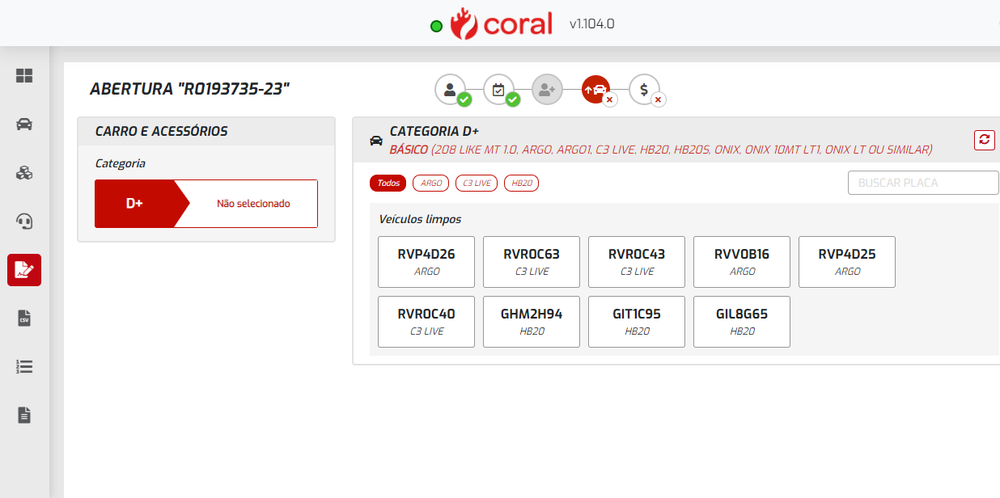 coral v1.104.0
ABERTURA "RO193735-23"
CARRO E ACESSÓRIOS
Categoria
D+ Não selecionado
CATEGORIA D+
BÁSICO (208 LIKE MT 1.0, ARGO, ARGO1, C3 LIVE, HB20, HB20S, ONIX, ONIX 10MT LT1, ONIX LT OU SIMILAR)
Todos ARGO C3 LIVE HB20 BUSCAR PLACA
Veículos limpos
RVP4D26 RVR0C63 RVR0C43 RVV0B16 RVP4D25
ARGO C3 LIVE C3 LIVE ARGO ARGO
RVR0C40 GHM2H94 GIT1C95 GIL8G65
C3 LIVE HB20 HB20 HB20
CSV